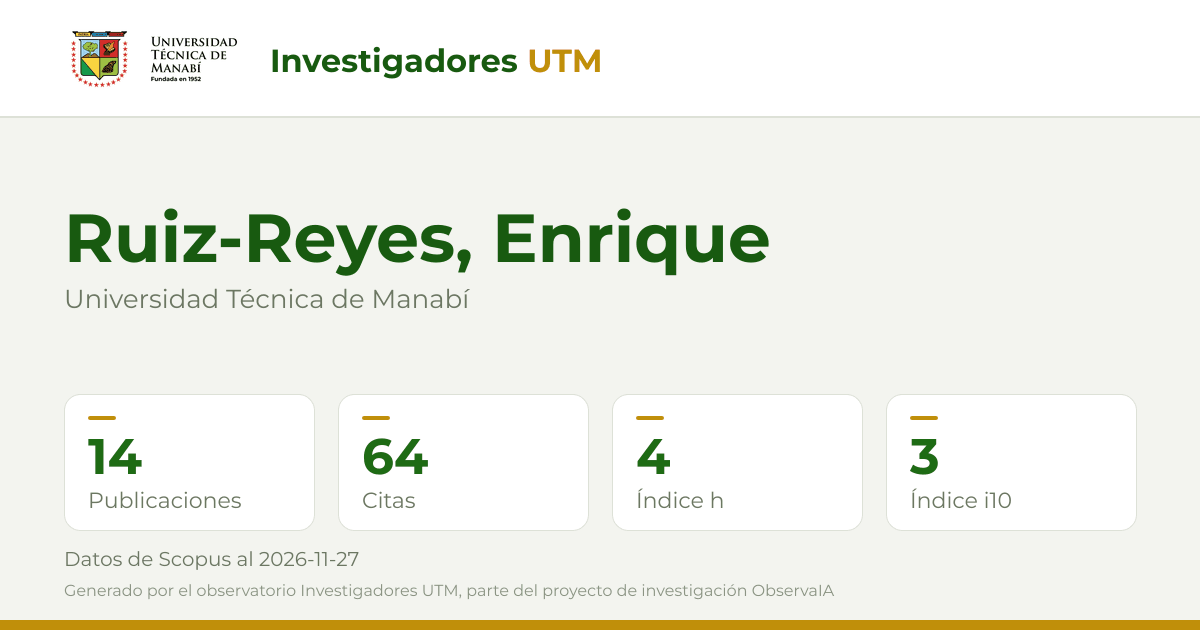 UNIVERSIDAD
TÉCNICA DE
MANABÍ
Fundada en 1952
Investigadores UTM
Ruiz-Reyes, Enrique
Universidad Técnica de Manabí
14
Publicaciones
64
Citas
4
Índice h
3
Índice i10
Datos de Scopus al 2026-11-27
Generado por el observatorio Investigadores UTM, parte del proyecto de investigación ObservaIA